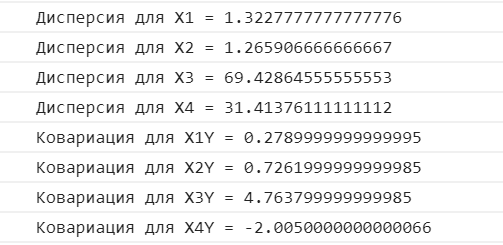 Дисперсия для X1 = 1.3227777777777776
Дисперсия для X2 = 1.265906666666667
Дисперсия для X3 = 69.42864555555553
Дисперсия для X4 = 31.41376111111112
Ковариация для X1Y = 0.2789999999999995
Ковариация для X2Y = 0.7261999999999985
Ковариация для X3Y = 4.763799999999985
Ковариация для X4Y = -2.0050000000000066